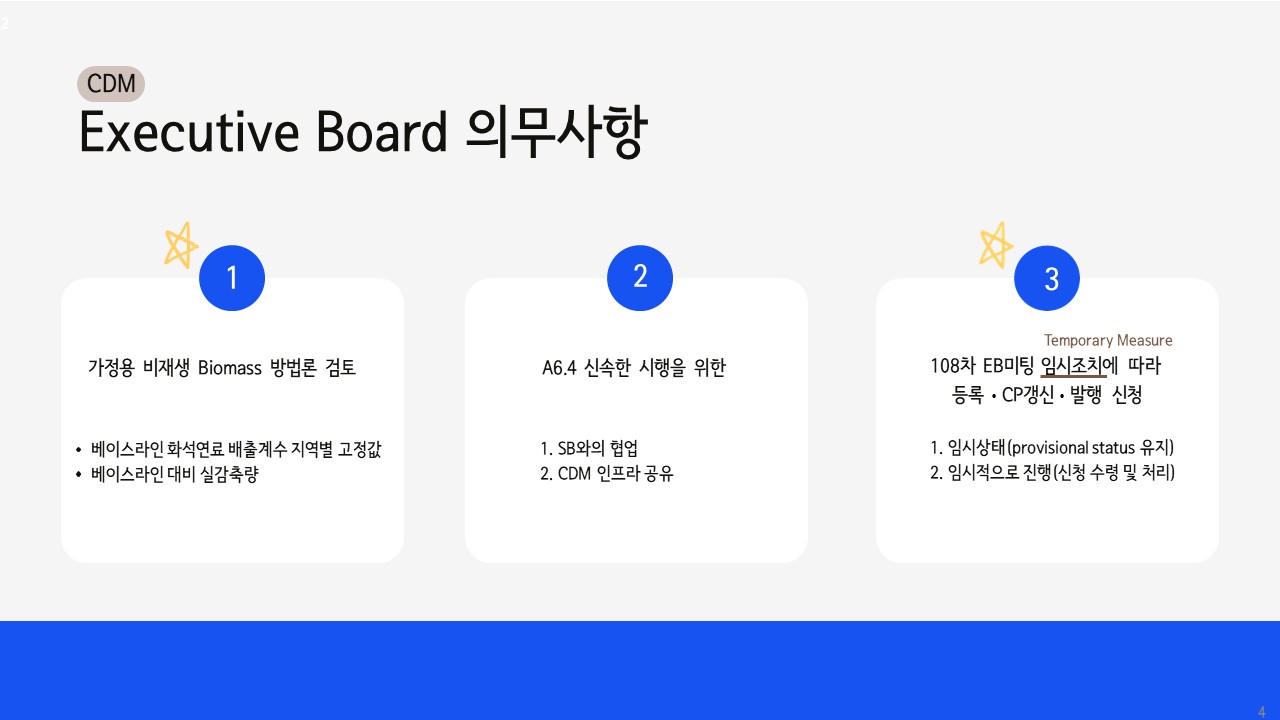 2
CDM
Executive Board 의무사항
1
가정용 비재생 Biomass 방법론 검토
• 베이스라인 화석연료 배출계수 지역별 고정값
• 베이스라인 대비 실감축량
2
A6.4 신속한 시행을 위한
1. SB와의 협업
2. CDM 인프라 공유
3
Temporary Measure
108차 EB미팅 임시조치에 따라
등록 • CP갱신 • 발행 신청
1. 임시상태(provisional status 유지)
2. 임시적으로 진행(신청 수령 및 처리)
4